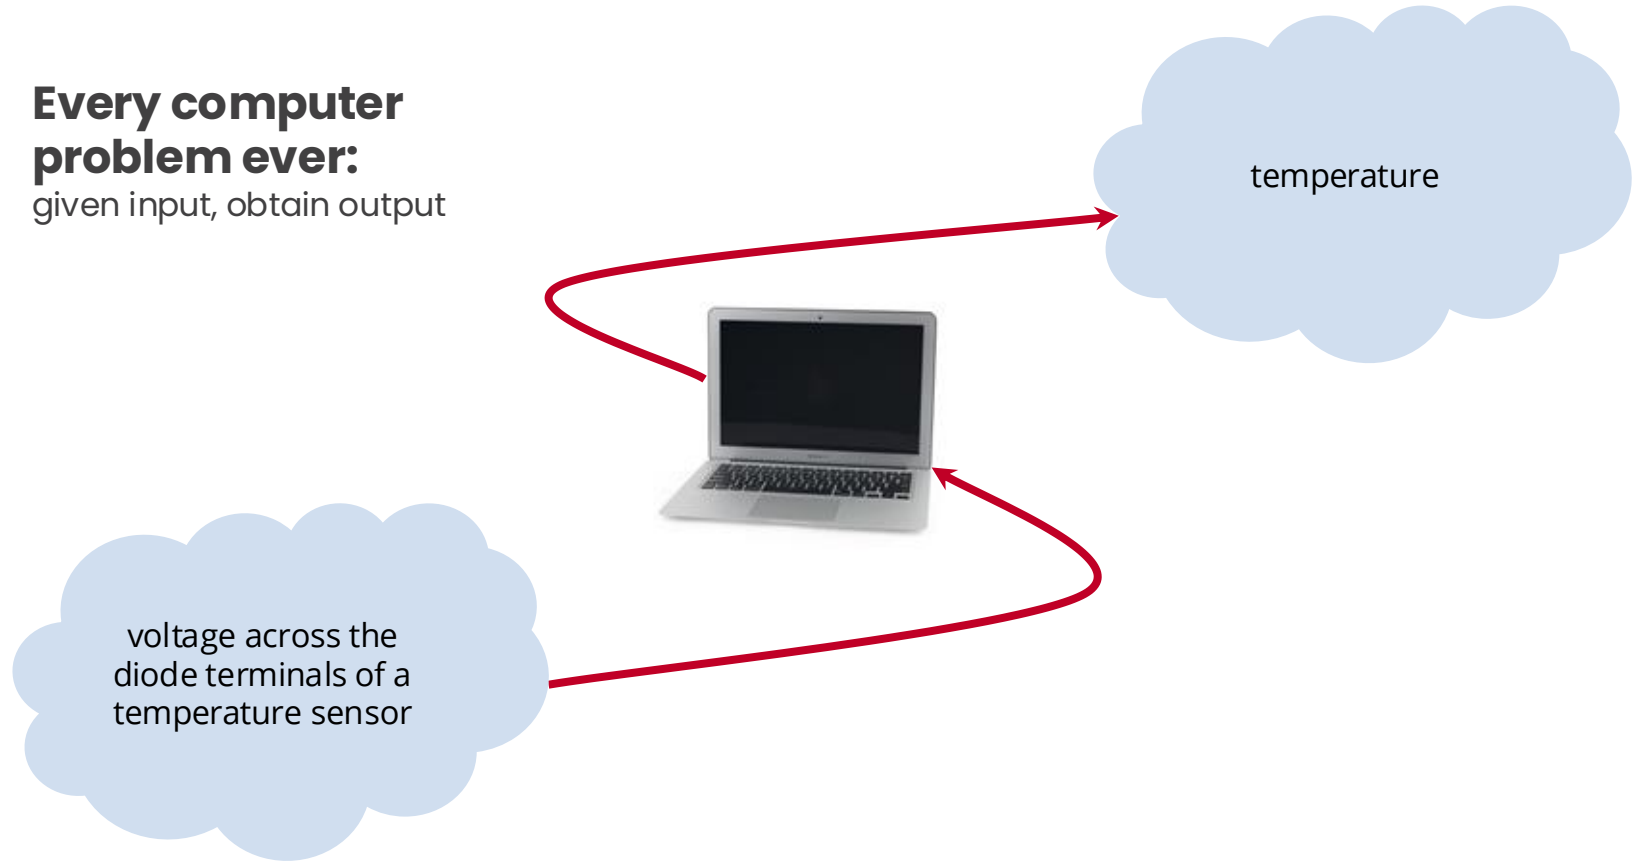 Every computer
problem ever:
given input, obtain output
temperature
voltage across the
diode terminals of a
temperature sensor